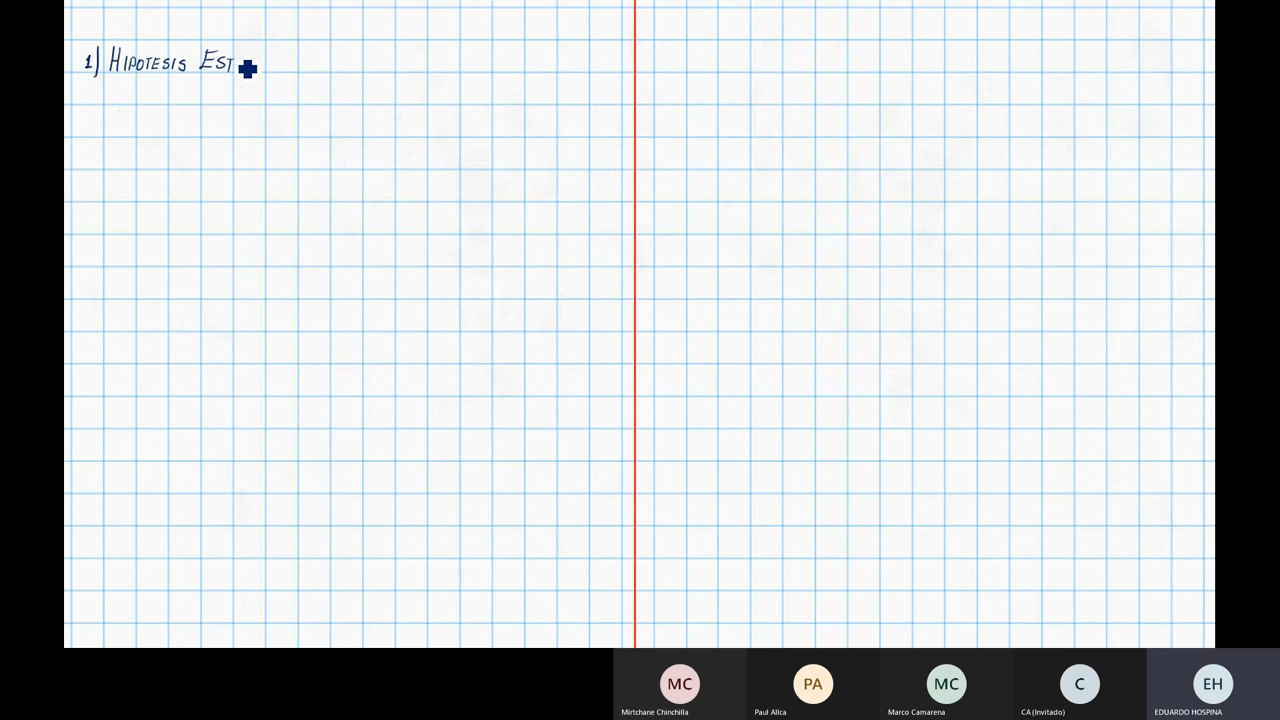 1) HIPOTESIS EST
MC PA MC C EH
Mirtchane Chinchilla Paul Allca Marco Camarena CA (Invitado) EDUARDO HOSPINA